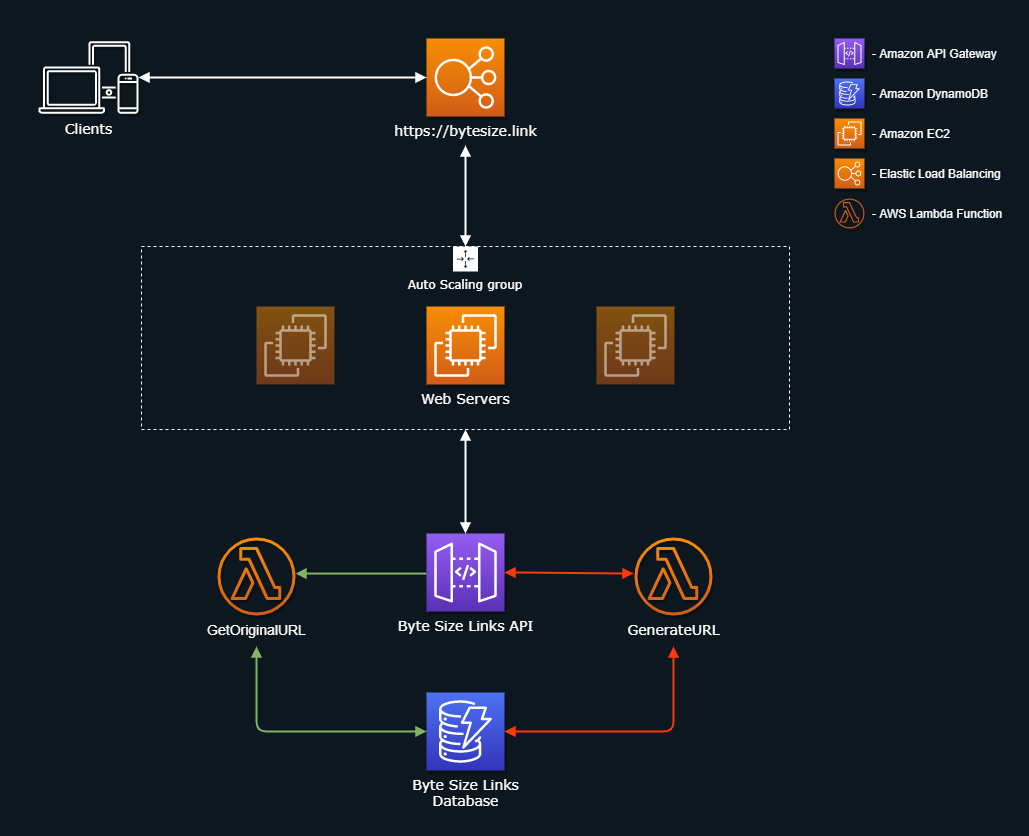 Clients
https://bytesize.link
- Amazon API Gateway
- Amazon DynamoDB
- Amazon EC2
- Elastic Load Balancing
- AWS Lambda Function
Auto Scaling group
Web Servers
GetOriginalURL
Byte Size Links API
GenerateURL
Byte Size Links
Database